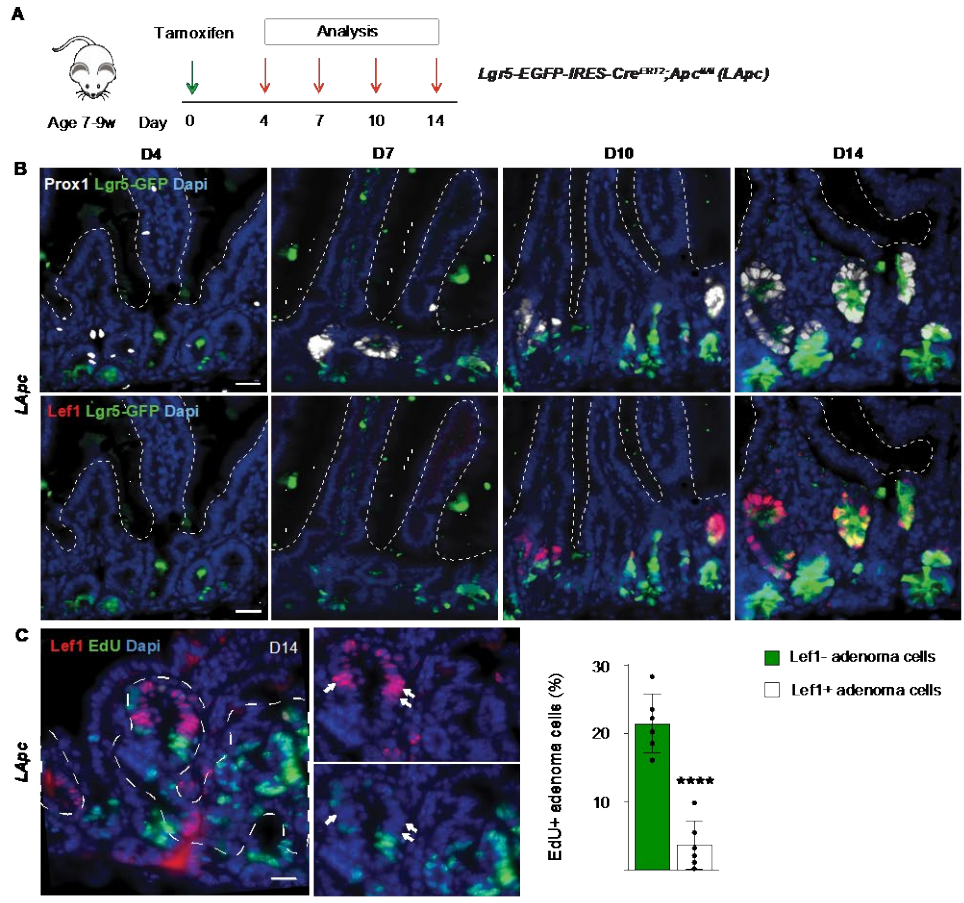 A
Tamoxifen
Analysis
Lgr5-EGFP-IRES-CreERT2;Apcfl/fl (LApc)
Age 7-9w
Day
0
4
7
10
14
D4
D7
D10
D14
B
Prox1 Lgr5-GFP Dapi
LApc
Lef1 Lgr5-GFP Dapi
C
Lef1 EdU Dapi
D14
LApc
EdU+ adenoma cells (%)
30
20
10
****
Lef1- adenoma cells
Lef1+ adenoma cells